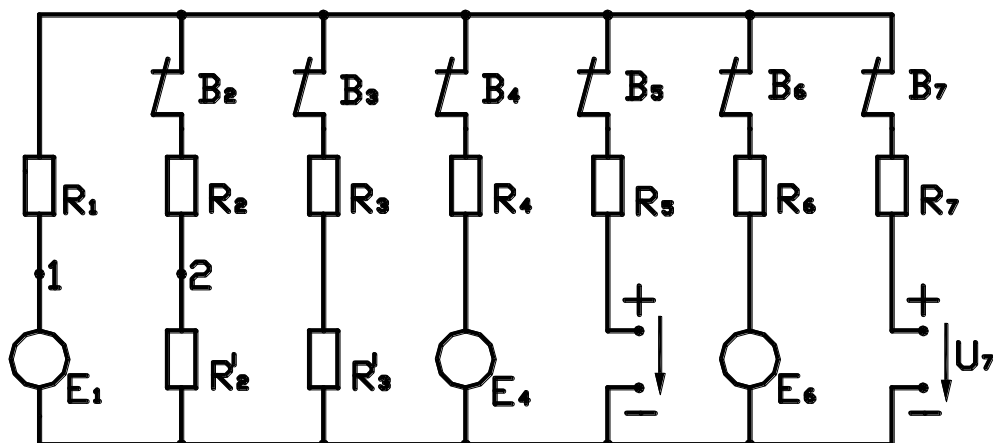 B₂ B₃ B₄ B₅ B₆ B₇
R₁ R₂ R₃ R₄ R₅ R₆ R₇
1 2
+ +
E₁ R'₂ R'₃ E₄ E₆ U₇
− −